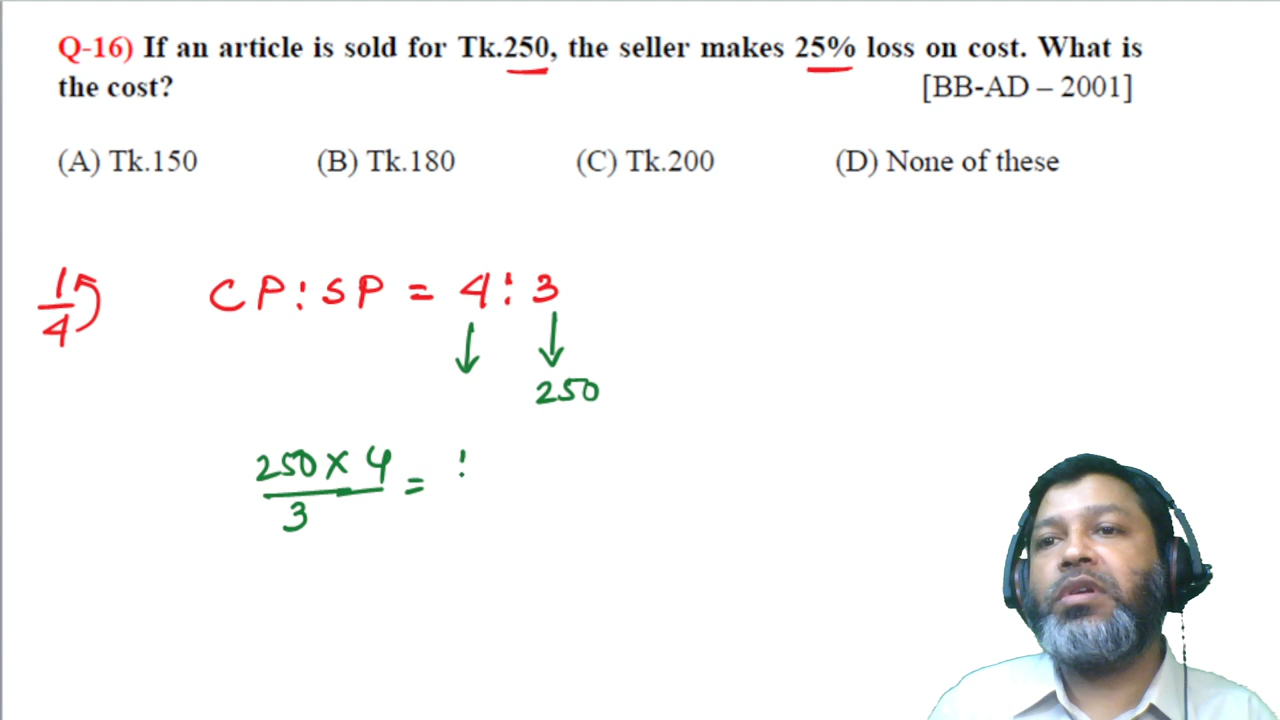 Q-16) If an article is sold for Tk.250, the seller makes 25% loss on cost. What is
the cost? [BB-AD – 2001]
(A) Tk.150 (B) Tk.180 (C) Tk.200 (D) None of these
1/4 CP:SP = 4:3
250
250 × 4 / 3 =